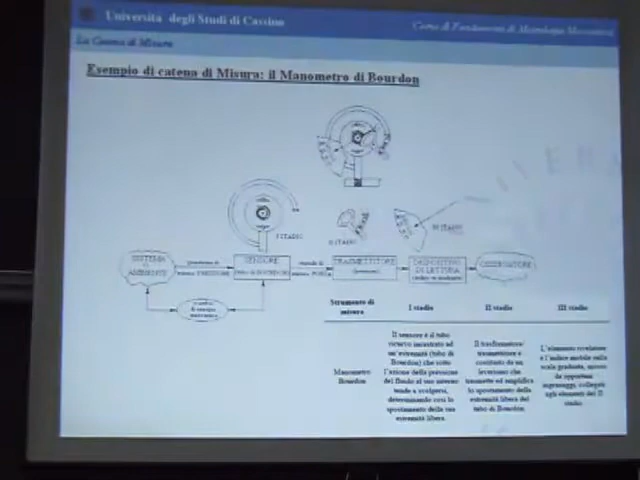 Università degli Studi di Cassino
Corso di Fondamenti di Metrologia Meccanica
La Catena di Misura
Esempio di catena di Misura: il Manometro di Bourdon
I STADIO
II STADIO
III STADIO
SISTEMA
AMBIENTE
SENSORE
TRASMETTITORE
DISPOSITIVO
DI LETTURA
OSSERVATORE
Strumento di
misura
I stadio
II stadio
III stadio
Manometro
Bourdon
Il sensore è il tubo
ricurvo incastrato ad
un'estremità (tubo di
Bourdon) che sotto
l'azione della pressione
del fluido al suo interno
tende a svolgersi,
determinando così lo
spostamento della sua
estremità libera.
Il trasformatore/
trasmettitore è
costituito da un
leverismo che
trasmette ed amplifica
lo spostamento della
estremità libera del
tubo di Bourdon.
L'elemento rivelatore
è l'indice mobile sulla
scala graduata, mosso
da opportuni
ingranaggi, collegati
agli elementi del II
stadio.